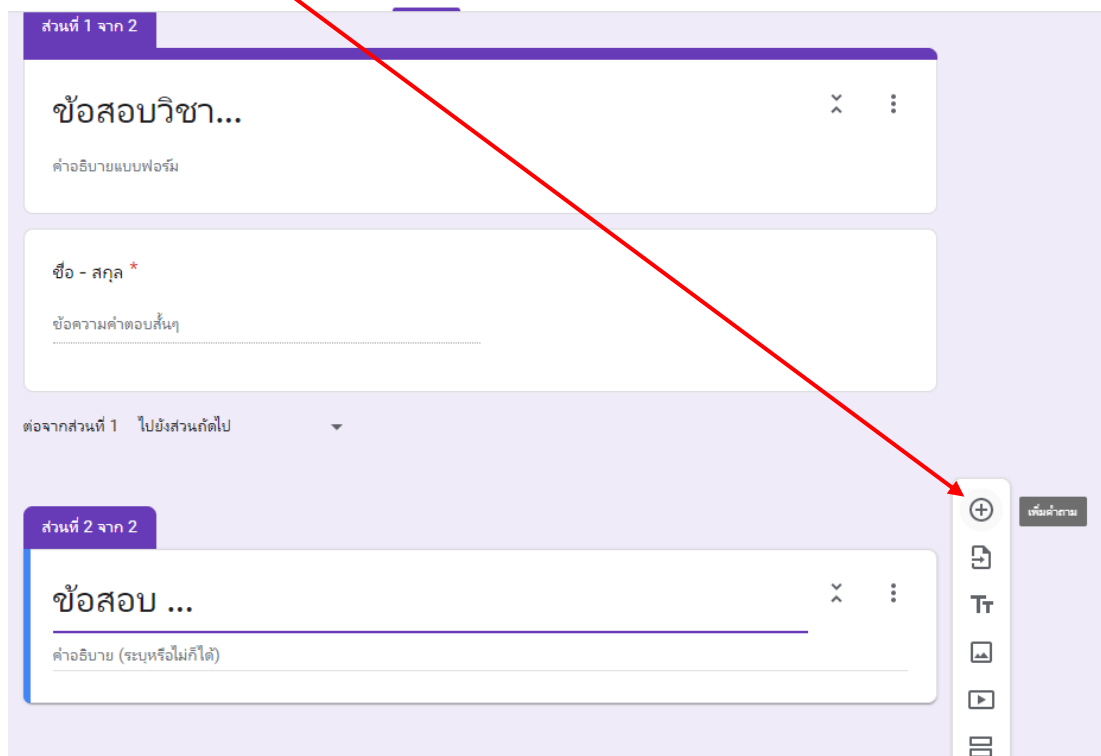 ส่วนที่ 1 จาก 2
ข้อสอบวิชา...
คำอธิบายแบบฟอร์ม
ชื่อ - สกุล *
ข้อความคำตอบสั้นๆ
ต่อจากส่วนที่ 1 ไปยังส่วนถัดไป
เพิ่มคำถาม
ส่วนที่ 2 จาก 2
ข้อสอบ ...
Tт
คำอธิบาย (ระบุหรือไม่ก็ได้)